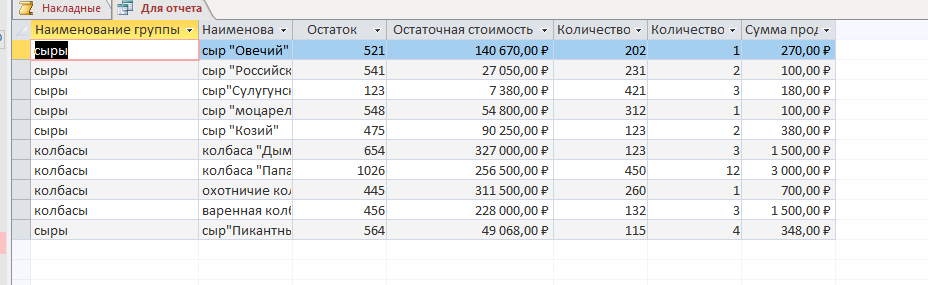 Накладные Для отчета
Наименование группы Наименова Остаток Остаточная стоимость Количество Количество Сумма прод
сыры сыр "Овечий" 521 140 670,00 ₽ 202 1 270,00 ₽
сыры сыр "Российск 541 27 050,00 ₽ 231 2 100,00 ₽
сыры сыр"Сулугунс 123 7 380,00 ₽ 421 3 180,00 ₽
сыры сыр "моцарел 548 54 800,00 ₽ 312 1 100,00 ₽
сыры сыр "Козий" 475 90 250,00 ₽ 123 2 380,00 ₽
колбасы колбаса "Дым 654 327 000,00 ₽ 123 3 1 500,00 ₽
колбасы колбаса "Папа 1026 256 500,00 ₽ 450 12 3 000,00 ₽
колбасы охотничие кол 445 311 500,00 ₽ 260 1 700,00 ₽
колбасы варенная колб 456 228 000,00 ₽ 132 3 1 500,00 ₽
сыры сыр"Пикантны 564 49 068,00 ₽ 115 4 348,00 ₽